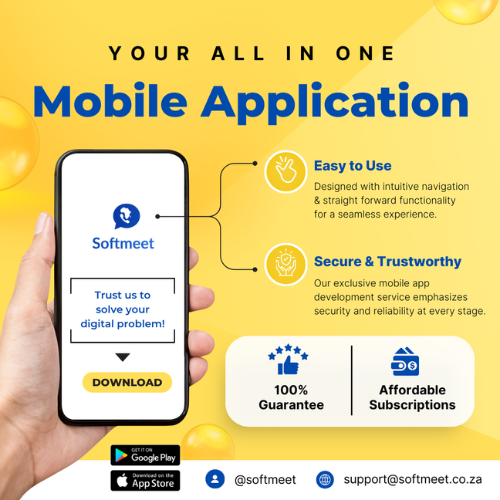 YOUR ALL IN ONE
Mobile Application
Easy to Use
Designed with intuitive navigation
& straight forward functionality
for a seamless experience.
Softmeet
Trust us to
solve your
digital problem!
DOWNLOAD
Secure & Trustworthy
Our exclusive mobile app
development service emphasizes
security and reliability at every stage.
100%
Guarantee
Affordable
Subscriptions
GET IT ON
Google Play
Download on the
App Store
@softmeet
support@softmeet.co.za